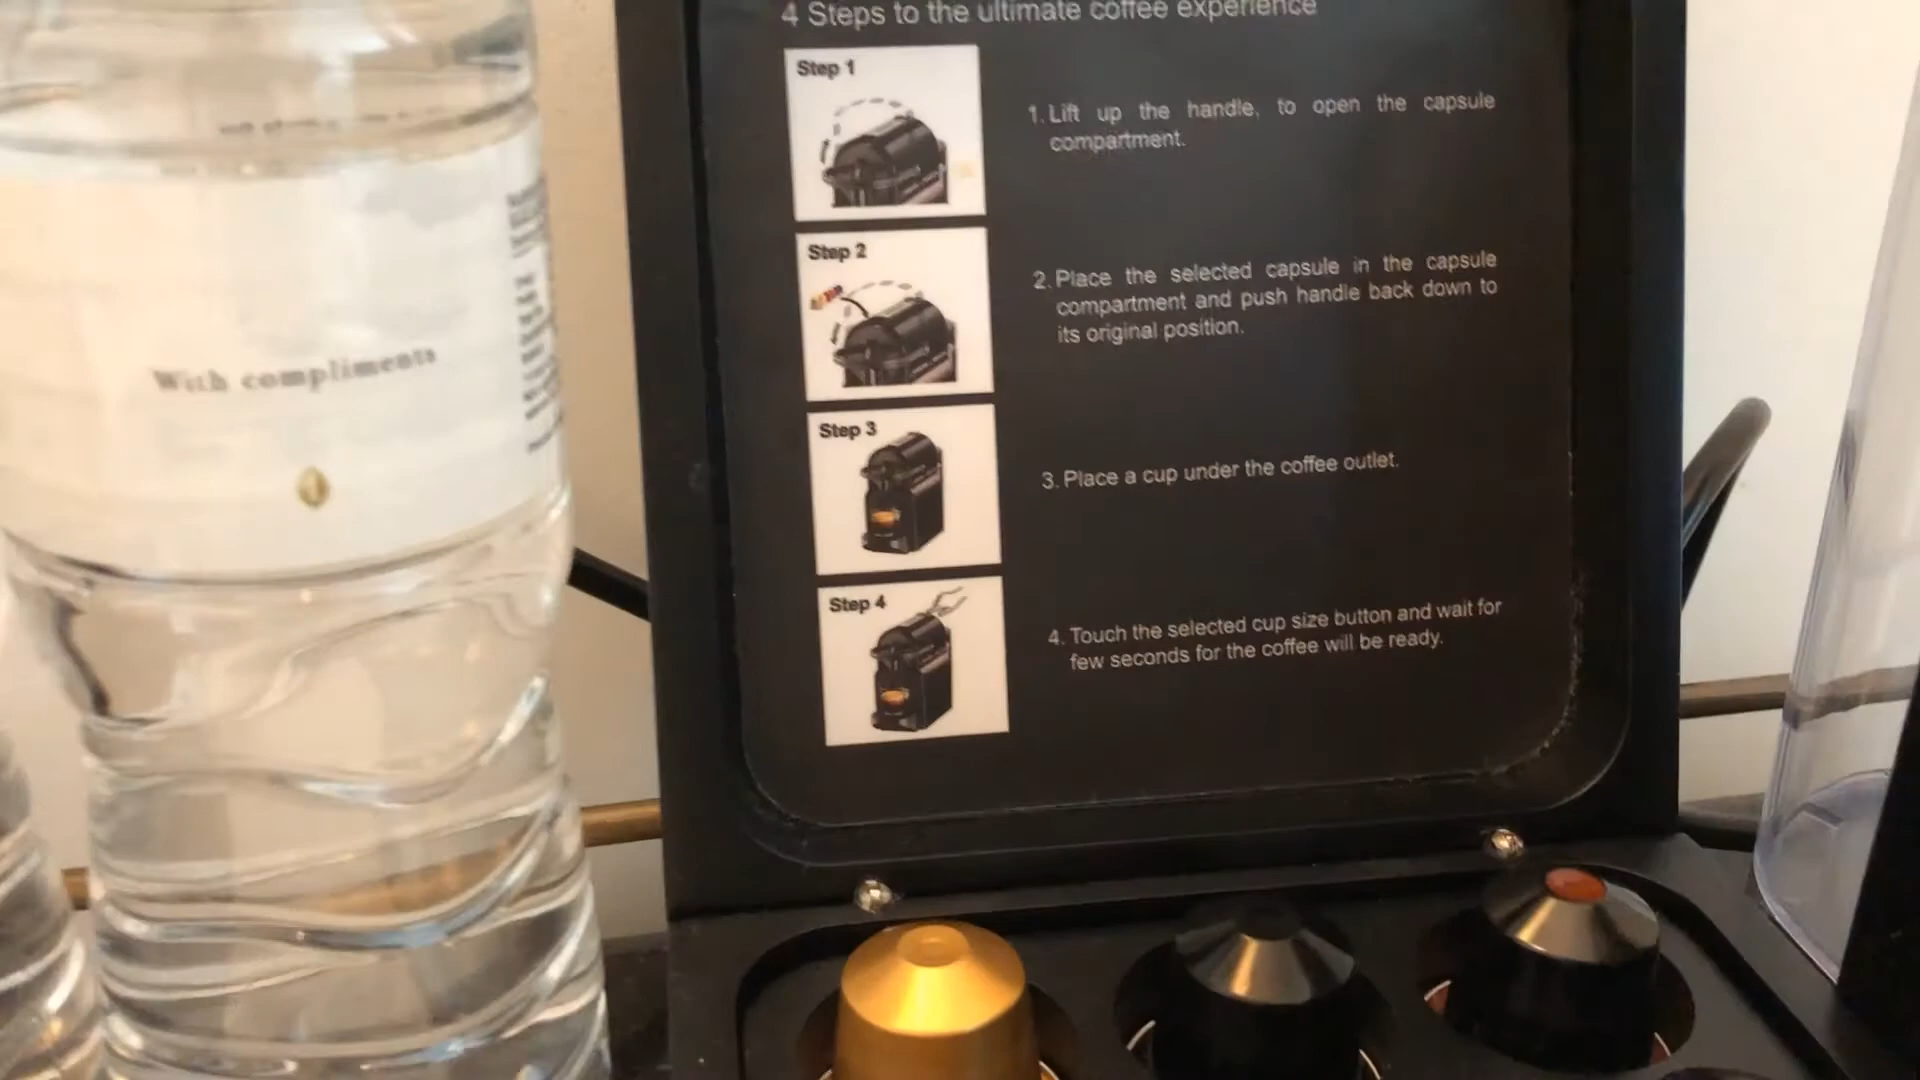 4 Steps to the ultimate coffee experience
Step 1
1. Lift up the handle, to open the capsule
compartment.
Step 2
2. Place the selected capsule in the capsule
compartment and push handle back down to
its original position.
Step 3
3. Place a cup under the coffee outlet.
Step 4
4. Touch the selected cup size button and wait for
few seconds for the coffee will be ready.
With compliments